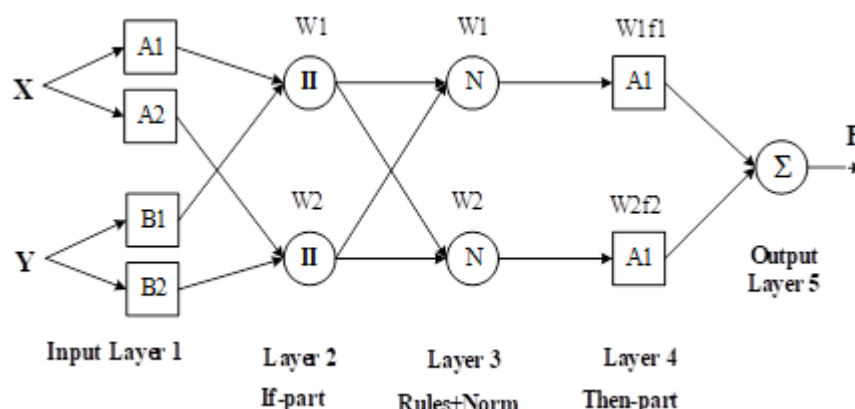 W1 W1 W1f1
X A1 II N A1
A2
Σ F
W2 W2 W2f2
Y B1 II N A1
B2
Output
Layer 5
Input Layer 1
Layer 2
If-part
Layer 3
Rules+Norm
Layer 4
Then-part